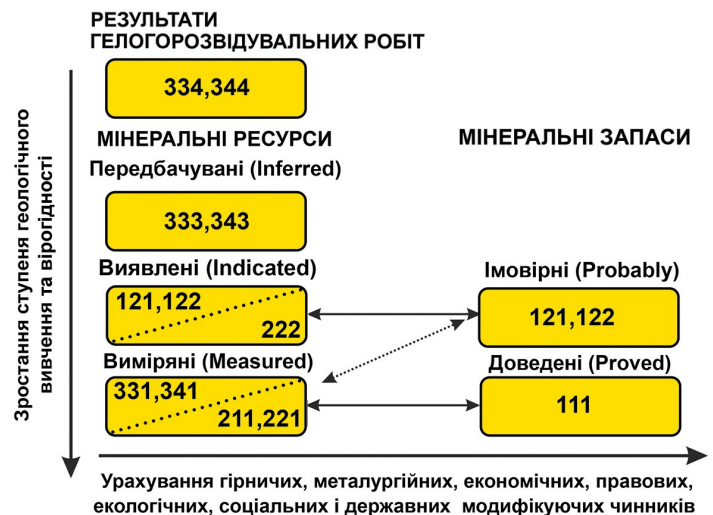 РЕЗУЛЬТАТИ
ГЕЛОГОРОЗВІДУВАЛЬНИХ РОБІТ
334,344
МІНЕРАЛЬНІ РЕСУРСИ
МІНЕРАЛЬНІ ЗАПАСИ
Передбачувані (Inferred)
333,343
Виявлені (Indicated)
Імовірні (Probably)
121,122
222
121,122
Виміряні (Measured)
Доведені (Proved)
331,341
211,221
111
Зростання ступеня геологічного
вивчення та вірогідності
Урахування гірничих, металургійних, економічних, правових,
екологічних, соціальних і державних модифікуючих чинників